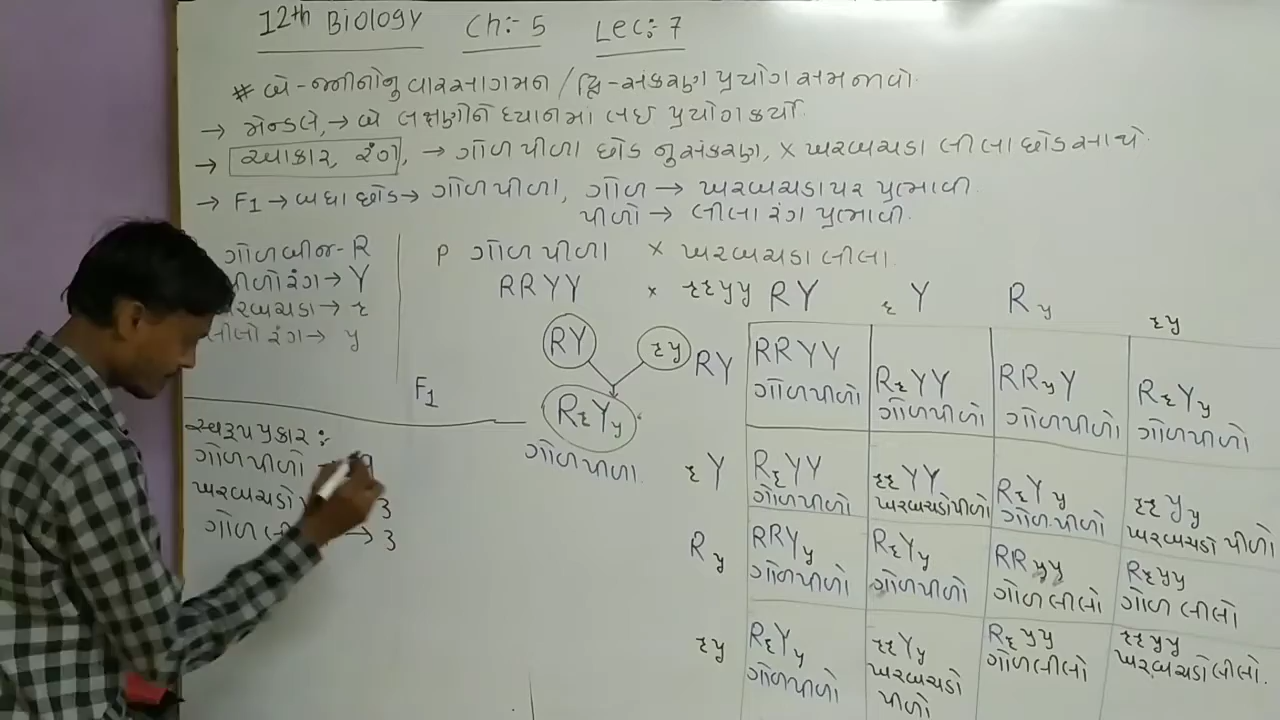 12th Biology Ch:- 5 Lec: 7
# બે-જનીનોનુ વારસાગમન / દ્વિ-સંકરણ પ્રયોગ સમજાવો.
→ મેન્ડલે, → બે લક્ષણોને ધ્યાનમાં લઇ પ્રયોગ કર્યો.
→ આકાર, રંગ, → ગોળ પીળા છોડ નુ સંકરણ, × ખરબચડા લીલા છોડ સાથે
→ F1 → બધા છોડ → ગોળ પીળા, ગોળ → ખરબચડા પર પ્રભાવી.
પીળો → લીલા રંગ પ્રભાવી.
ગોળ બીજ - R
પીળો રંગ → Y
ખરબચડા → r
લીલો રંગ → y
P ગોળ પીળા × ખરબચડા લીલા.
RRYY × rryy
RY ry
F1 RrYy
ગોળ પીળા
સ્વરૂપ પ્રકાર :-
ગોળ પીળો → 9
ખરબચડો 3
ગોળ લી → 3
RY rY Ry ry
RY RRYY RrYY RRyY RrYy
ગોળ પીળો ગોળ પીળો ગોળ પીળો ગોળ પીળો
rY RrYY rrYY RrYy rrYy
ગોળ પીળો ખરબચડો પીળો ગોળ પીળો ખરબચડો પીળો
Ry RRYy RrYy RRyy Rryy
ગોળ પીળો ગોળ પીળો ગોળ લીલો ગોળ લીલો
ry RrYy rrYy Rryy rryy
ગોળ પીળો ખરબચડો પીળો ગોળ લીલો ખરબચડો લીલો.